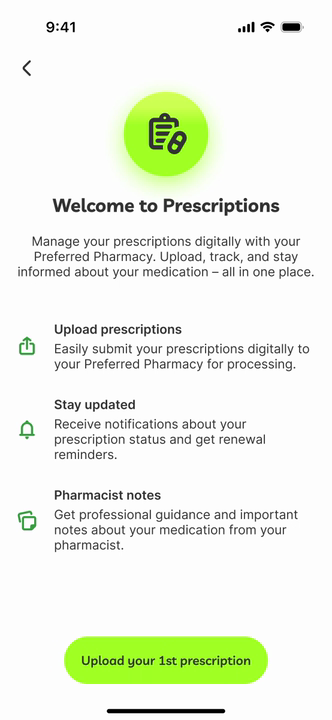 9:41
Welcome to Prescriptions
Manage your prescriptions digitally with your
Preferred Pharmacy. Upload, track, and stay
informed about your medication – all in one place.
Upload prescriptions
Easily submit your prescriptions digitally to
your Preferred Pharmacy for processing.
Stay updated
Receive notifications about your
prescription status and get renewal
reminders.
Pharmacist notes
Get professional guidance and important
notes about your medication from your
pharmacist.
Upload your 1st prescription